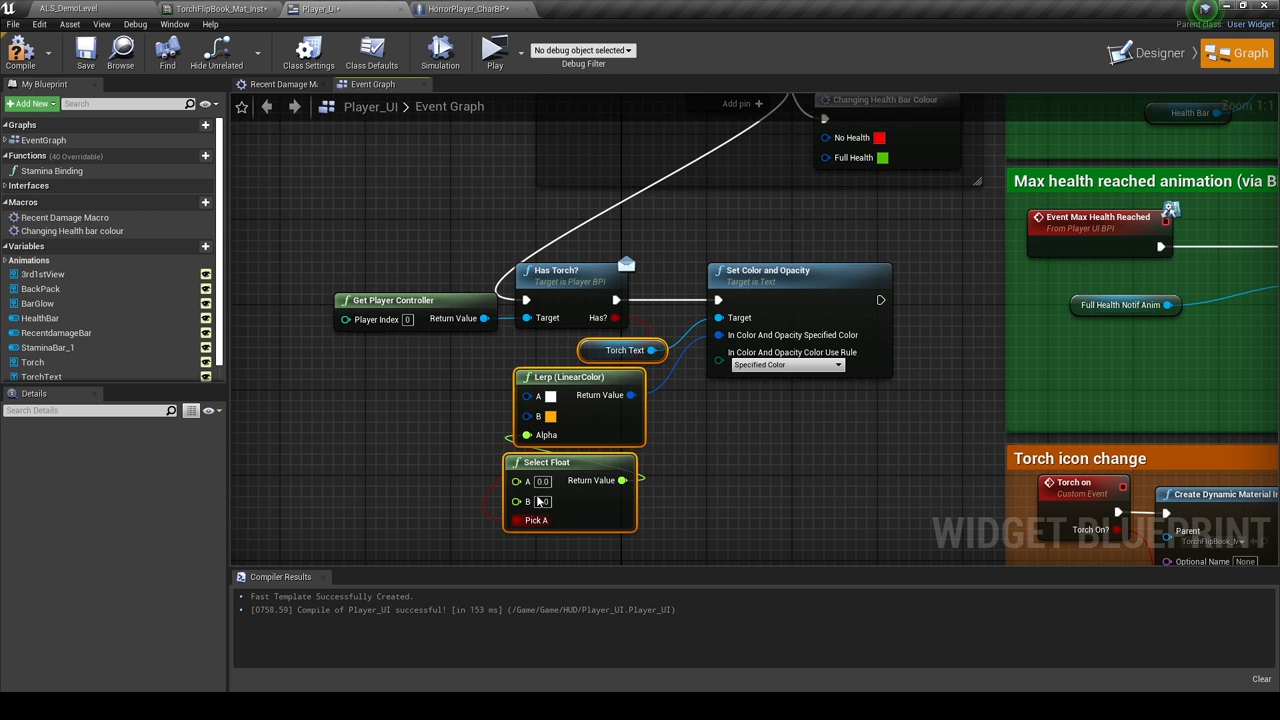 ALS_DemoLevel
TorchFlipBook_Mat_Inst*
Player_UI*
HorrorPlayer_CharBP*
File
Edit
Asset
View
Debug
Window
Help
Parent class: User Widget
Compile
Save
Browse
Find
Hide Unrelated
Class Settings
Class Defaults
Simulation
Play
No debug object selected
Debug Filter
Designer
Graph
My Blueprint
Recent Damage Ma
Event Graph
+ Add New
Search
Player_UI
Event Graph
Zoom 1:1
Graphs
EventGraph
Functions (40 Overridable)
Stamina Binding
Interfaces
Macros
Recent Damage Macro
Changing Health bar colour
Variables
Animations
3rd1stView
BackPack
BarGlow
HealthBar
RecentdamageBar
StaminaBar_1
Torch
TorchText
Details
Search Details
Add pin +
Changing Health Bar Colour
No Health
Full Health
Health Bar
Max health reached animation (via B
Event Max Health Reached
From Player UI BPI
Full Health Notif Anim
Get Player Controller
Player Index 0
Return Value
Has Torch?
Target is Player BPI
Target
Has?
Set Color and Opacity
Target is Text
Target
In Color And Opacity Specified Color
In Color And Opacity Color Use Rule
Specified Color
Torch Text
Lerp (LinearColor)
A
Return Value
B
Alpha
Select Float
A 0.0
Return Value
B
Pick A
Torch icon change
Torch on
Custom Event
Torch On?
Create Dynamic Material In
Parent
TorchFlipBook_M
Optional Name None
WIDGET BLUEPRINT
Compiler Results
Fast Template Successfully Created.
[0758.59] Compile of Player_UI successful! [in 153 ms] (/Game/Game/HUD/Player_UI.Player_UI)
Clear